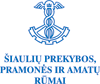 ŠIAULIŲ PREKYBOS,
PRAMONĖS IR AMATŲ
RŪMAI